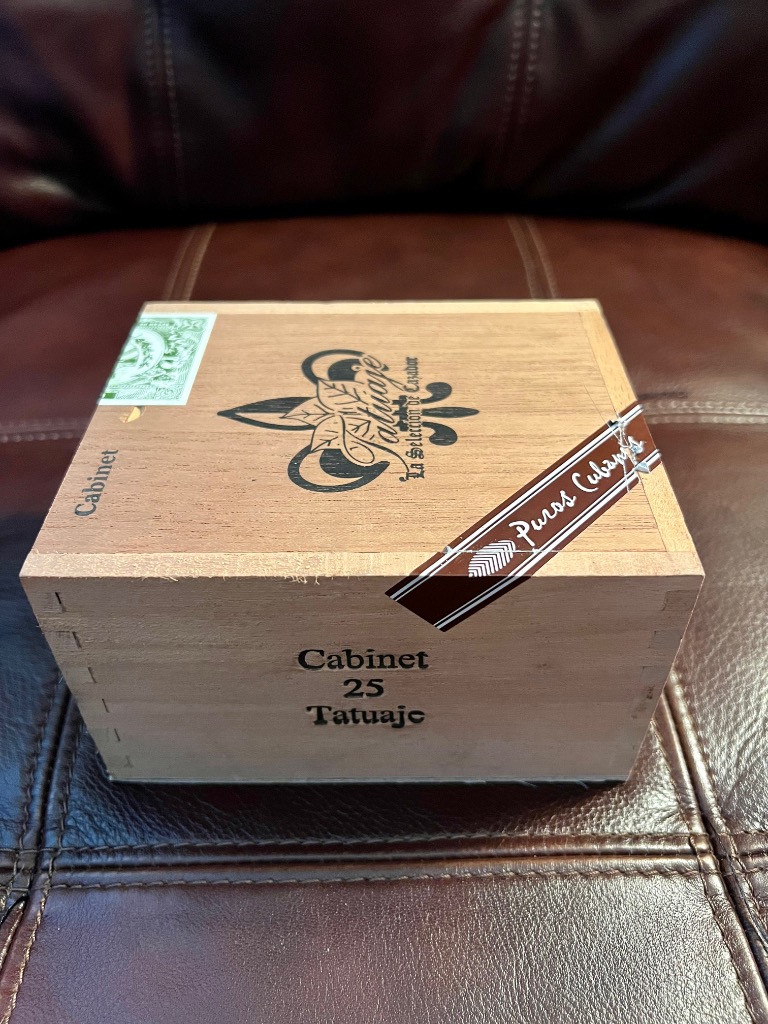 Tatuaje
La Selección de Cazador
Cabinet
Puros Cubanos
Cabinet
25
Tatuaje